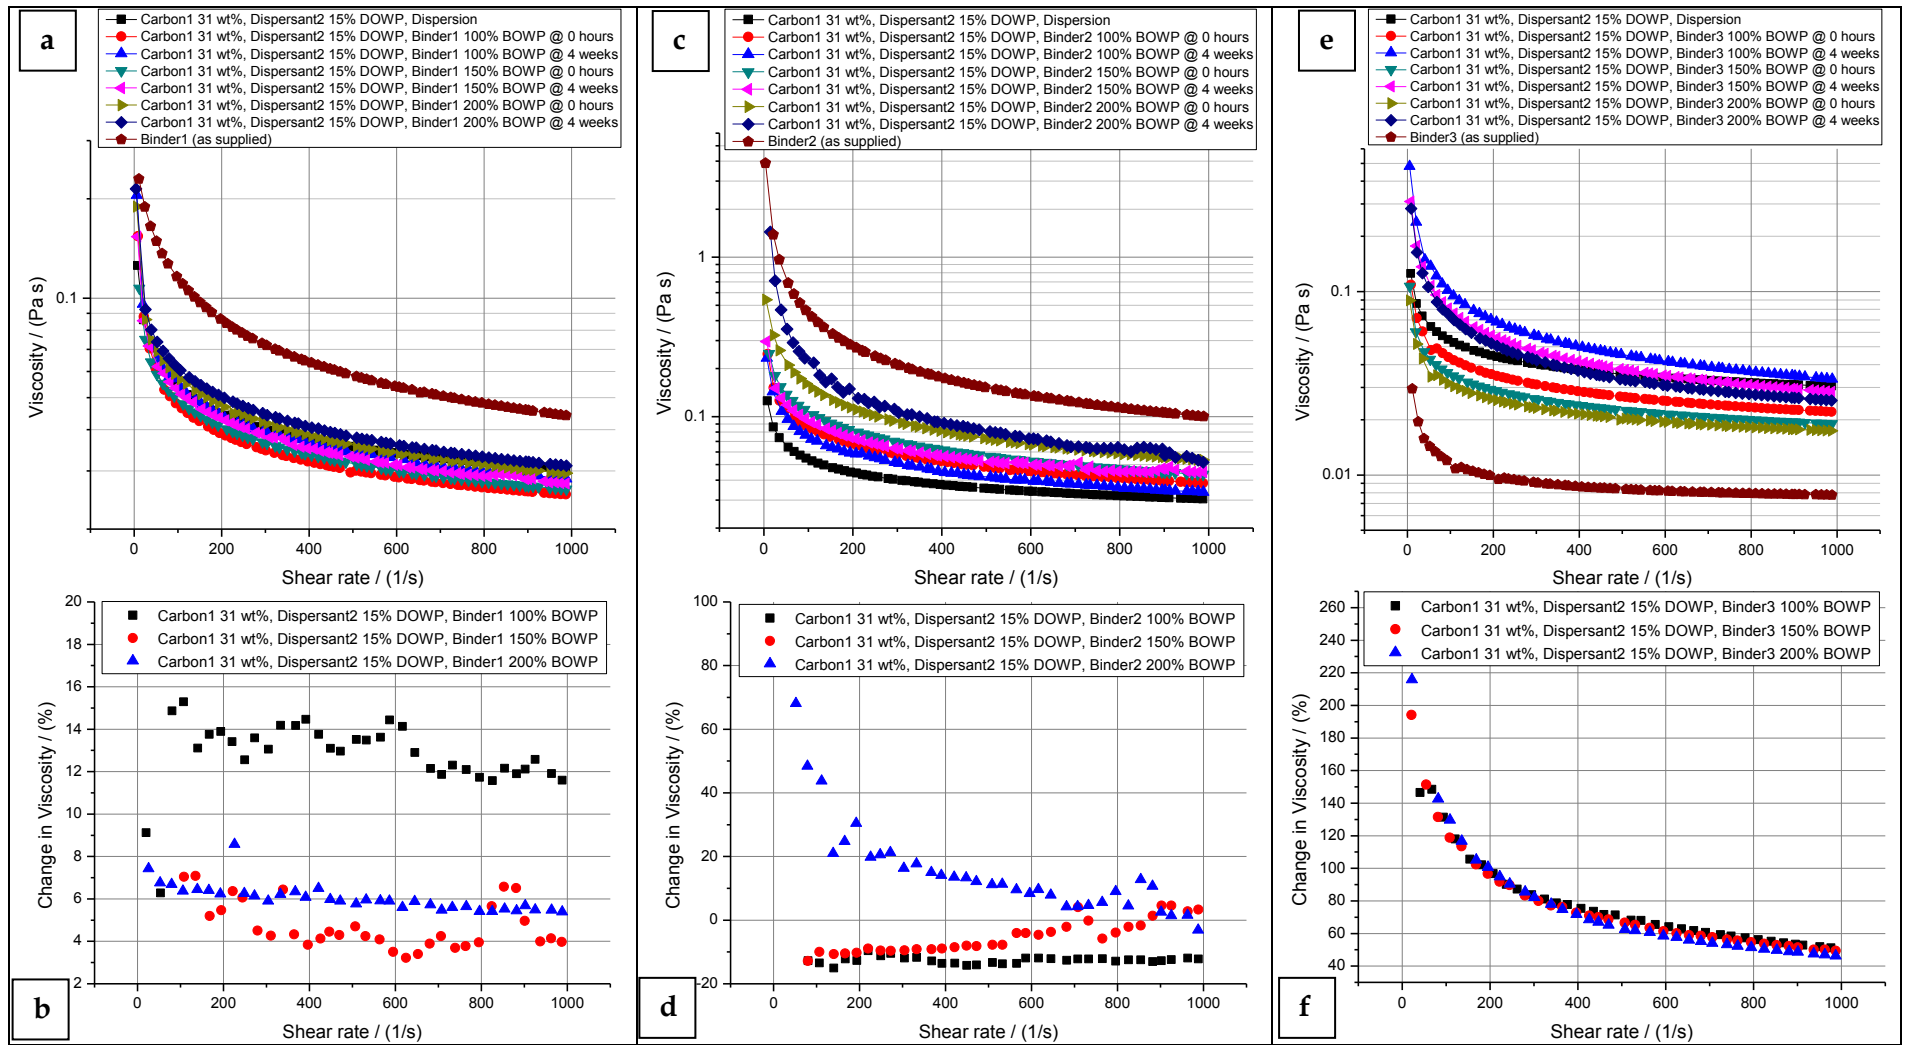 a
Carbon1 31 wt%, Dispersant2 15% DOWP, Dispersion
Carbon1 31 wt%, Dispersant2 15% DOWP, Binder1 100% BOWP @ 0 hours
Carbon1 31 wt%, Dispersant2 15% DOWP, Binder1 100% BOWP @ 4 weeks
Carbon1 31 wt%, Dispersant2 15% DOWP, Binder1 150% BOWP @ 0 hours
Carbon1 31 wt%, Dispersant2 15% DOWP, Binder1 150% BOWP @ 4 weeks
Carbon1 31 wt%, Dispersant2 15% DOWP, Binder1 200% BOWP @ 0 hours
Carbon1 31 wt%, Dispersant2 15% DOWP, Binder1 200% BOWP @ 4 weeks
Binder1 (as supplied)
0.3
0.1
Viscosity / (Pa s)
0 200 400 600 800 1000
Shear rate / (1/s)
c
Carbon1 31 wt%, Dispersant2 15% DOWP, Dispersion
Carbon1 31 wt%, Dispersant2 15% DOWP, Binder2 100% BOWP @ 0 hours
Carbon1 31 wt%, Dispersant2 15% DOWP, Binder2 100% BOWP @ 4 weeks
Carbon1 31 wt%, Dispersant2 15% DOWP, Binder2 150% BOWP @ 0 hours
Carbon1 31 wt%, Dispersant2 15% DOWP, Binder2 150% BOWP @ 4 weeks
Carbon1 31 wt%, Dispersant2 15% DOWP, Binder2 200% BOWP @ 0 hours
Carbon1 31 wt%, Dispersant2 15% DOWP, Binder2 200% BOWP @ 4 weeks
Binder2 (as supplied)
1
0.1
Viscosity / (Pa s)
0 200 400 600 800 1000
Shear rate / (1/s)
e
Carbon1 31 wt%, Dispersant2 15% DOWP, Dispersion
Carbon1 31 wt%, Dispersant2 15% DOWP, Binder3 100% BOWP @ 0 hours
Carbon1 31 wt%, Dispersant2 15% DOWP, Binder3 100% BOWP @ 4 weeks
Carbon1 31 wt%, Dispersant2 15% DOWP, Binder3 150% BOWP @ 0 hours
Carbon1 31 wt%, Dispersant2 15% DOWP, Binder3 150% BOWP @ 4 weeks
Carbon1 31 wt%, Dispersant2 15% DOWP, Binder3 200% BOWP @ 0 hours
Carbon1 31 wt%, Dispersant2 15% DOWP, Binder3 200% BOWP @ 4 weeks
Binder3 (as supplied)
0.1
0.01
Viscosity / (Pa s)
0 200 400 600 800 1000
Shear rate / (1/s)
b
Carbon1 31 wt%, Dispersant2 15% DOWP, Binder1 100% BOWP
Carbon1 31 wt%, Dispersant2 15% DOWP, Binder1 150% BOWP
Carbon1 31 wt%, Dispersant2 15% DOWP, Binder1 200% BOWP
20
18
16
14
12
10
8
6
4
2
Change in Viscosity / (%)
0 200 400 600 800 1000
Shear rate / (1/s)
d
Carbon1 31 wt%, Dispersant2 15% DOWP, Binder2 100% BOWP
Carbon1 31 wt%, Dispersant2 15% DOWP, Binder2 150% BOWP
Carbon1 31 wt%, Dispersant2 15% DOWP, Binder2 200% BOWP
100
80
60
40
20
0
-20
Change in Viscosity / (%)
0 200 400 600 800 1000
Shear rate / (1/s)
f
Carbon1 31 wt%, Dispersant2 15% DOWP, Binder3 100% BOWP
Carbon1 31 wt%, Dispersant2 15% DOWP, Binder3 150% BOWP
Carbon1 31 wt%, Dispersant2 15% DOWP, Binder3 200% BOWP
260
240
220
200
180
160
140
120
100
80
60
40
Change in Viscosity / (%)
0 200 400 600 800 1000
Shear rate / (1/s)